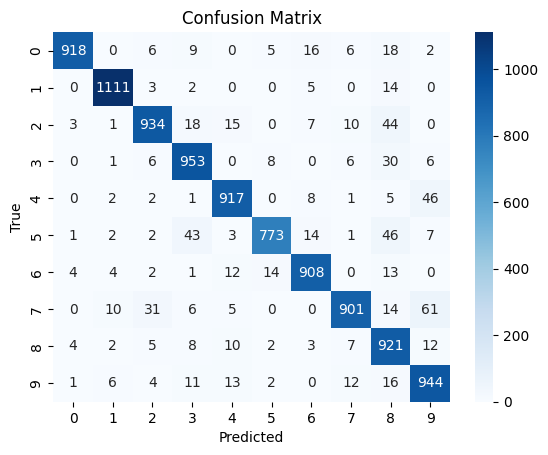 Confusion Matrix
0 918 0 6 9 0 5 16 6 18 2
1 0 1111 3 2 0 0 5 0 14 0
2 3 1 934 18 15 0 7 10 44 0
3 0 1 6 953 0 8 0 6 30 6
4 0 2 2 1 917 0 8 1 5 46
5 1 2 2 43 3 773 14 1 46 7
6 4 4 2 1 12 14 908 0 13 0
7 0 10 31 6 5 0 0 901 14 61
8 4 2 5 8 10 2 3 7 921 12
9 1 6 4 11 13 2 0 12 16 944
0 1 2 3 4 5 6 7 8 9
Predicted
True
1000
800
600
400
200
0